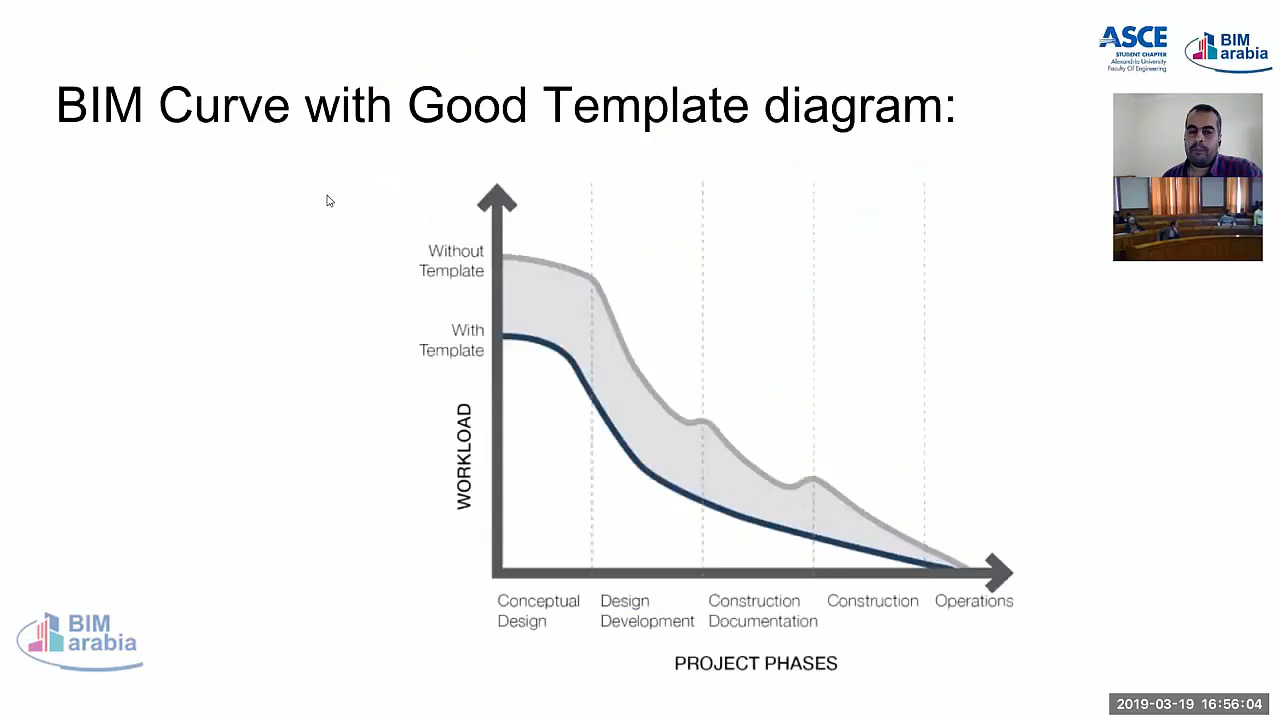 ASCE
STUDENT CHAPTER
Alexandria University
Faculty Of Engineering
BIM
arabia
BIM Curve with Good Template diagram:
Without
Template
With
Template
WORKLOAD
Conceptual
Design
Design
Development
Construction
Documentation
Construction
Operations
PROJECT PHASES
BIM
arabia
2019-03-19 16:56:04